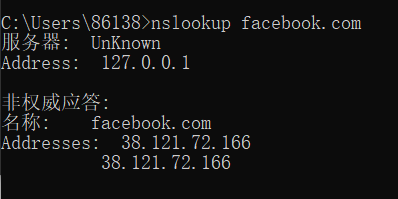 C:\Users\86138>nslookup facebook.com
服务器:  UnKnown
Address:  127.0.0.1
非权威应答:
名称:    facebook.com
Addresses:  38.121.72.166
38.121.72.166